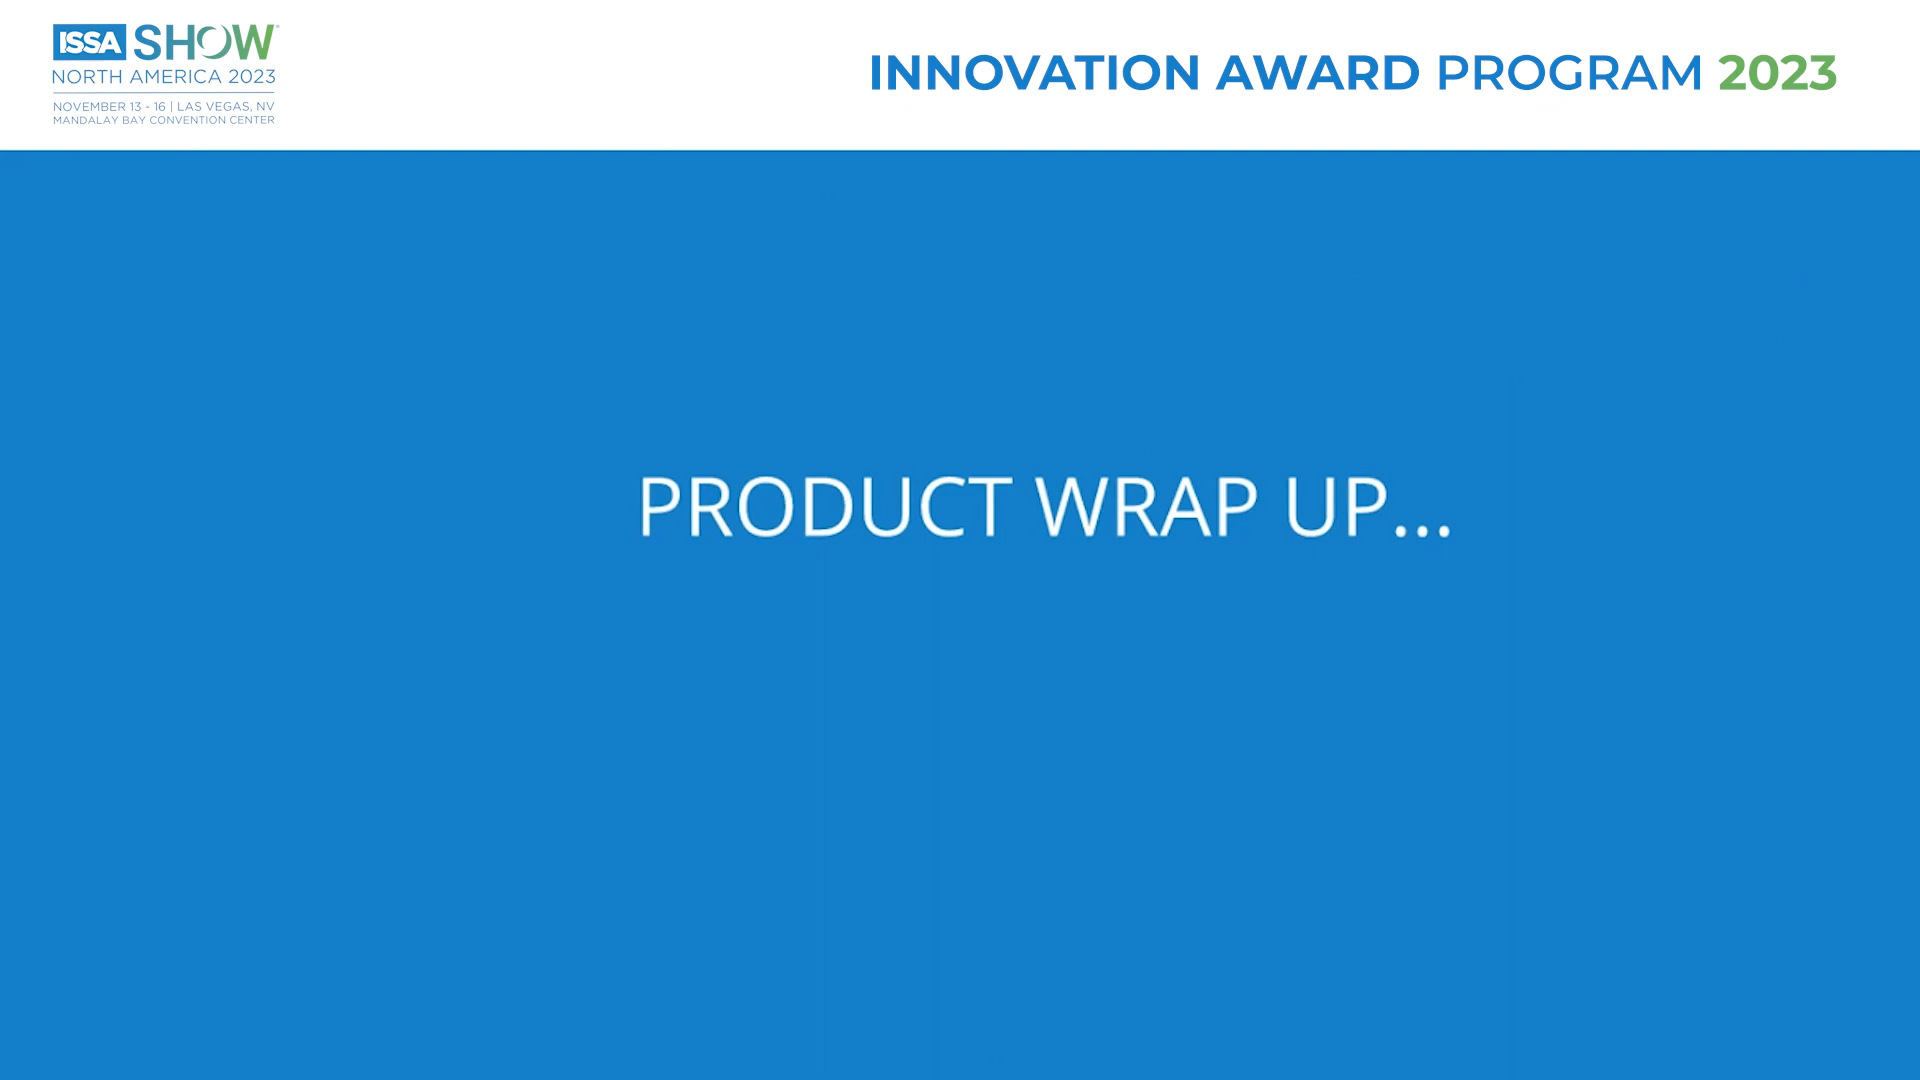 ISSA SHOW®
NORTH AMERICA 2023
NOVEMBER 13 - 16 | LAS VEGAS, NV
MANDALAY BAY CONVENTION CENTER
INNOVATION AWARD PROGRAM 2023
PRODUCT WRAP UP...